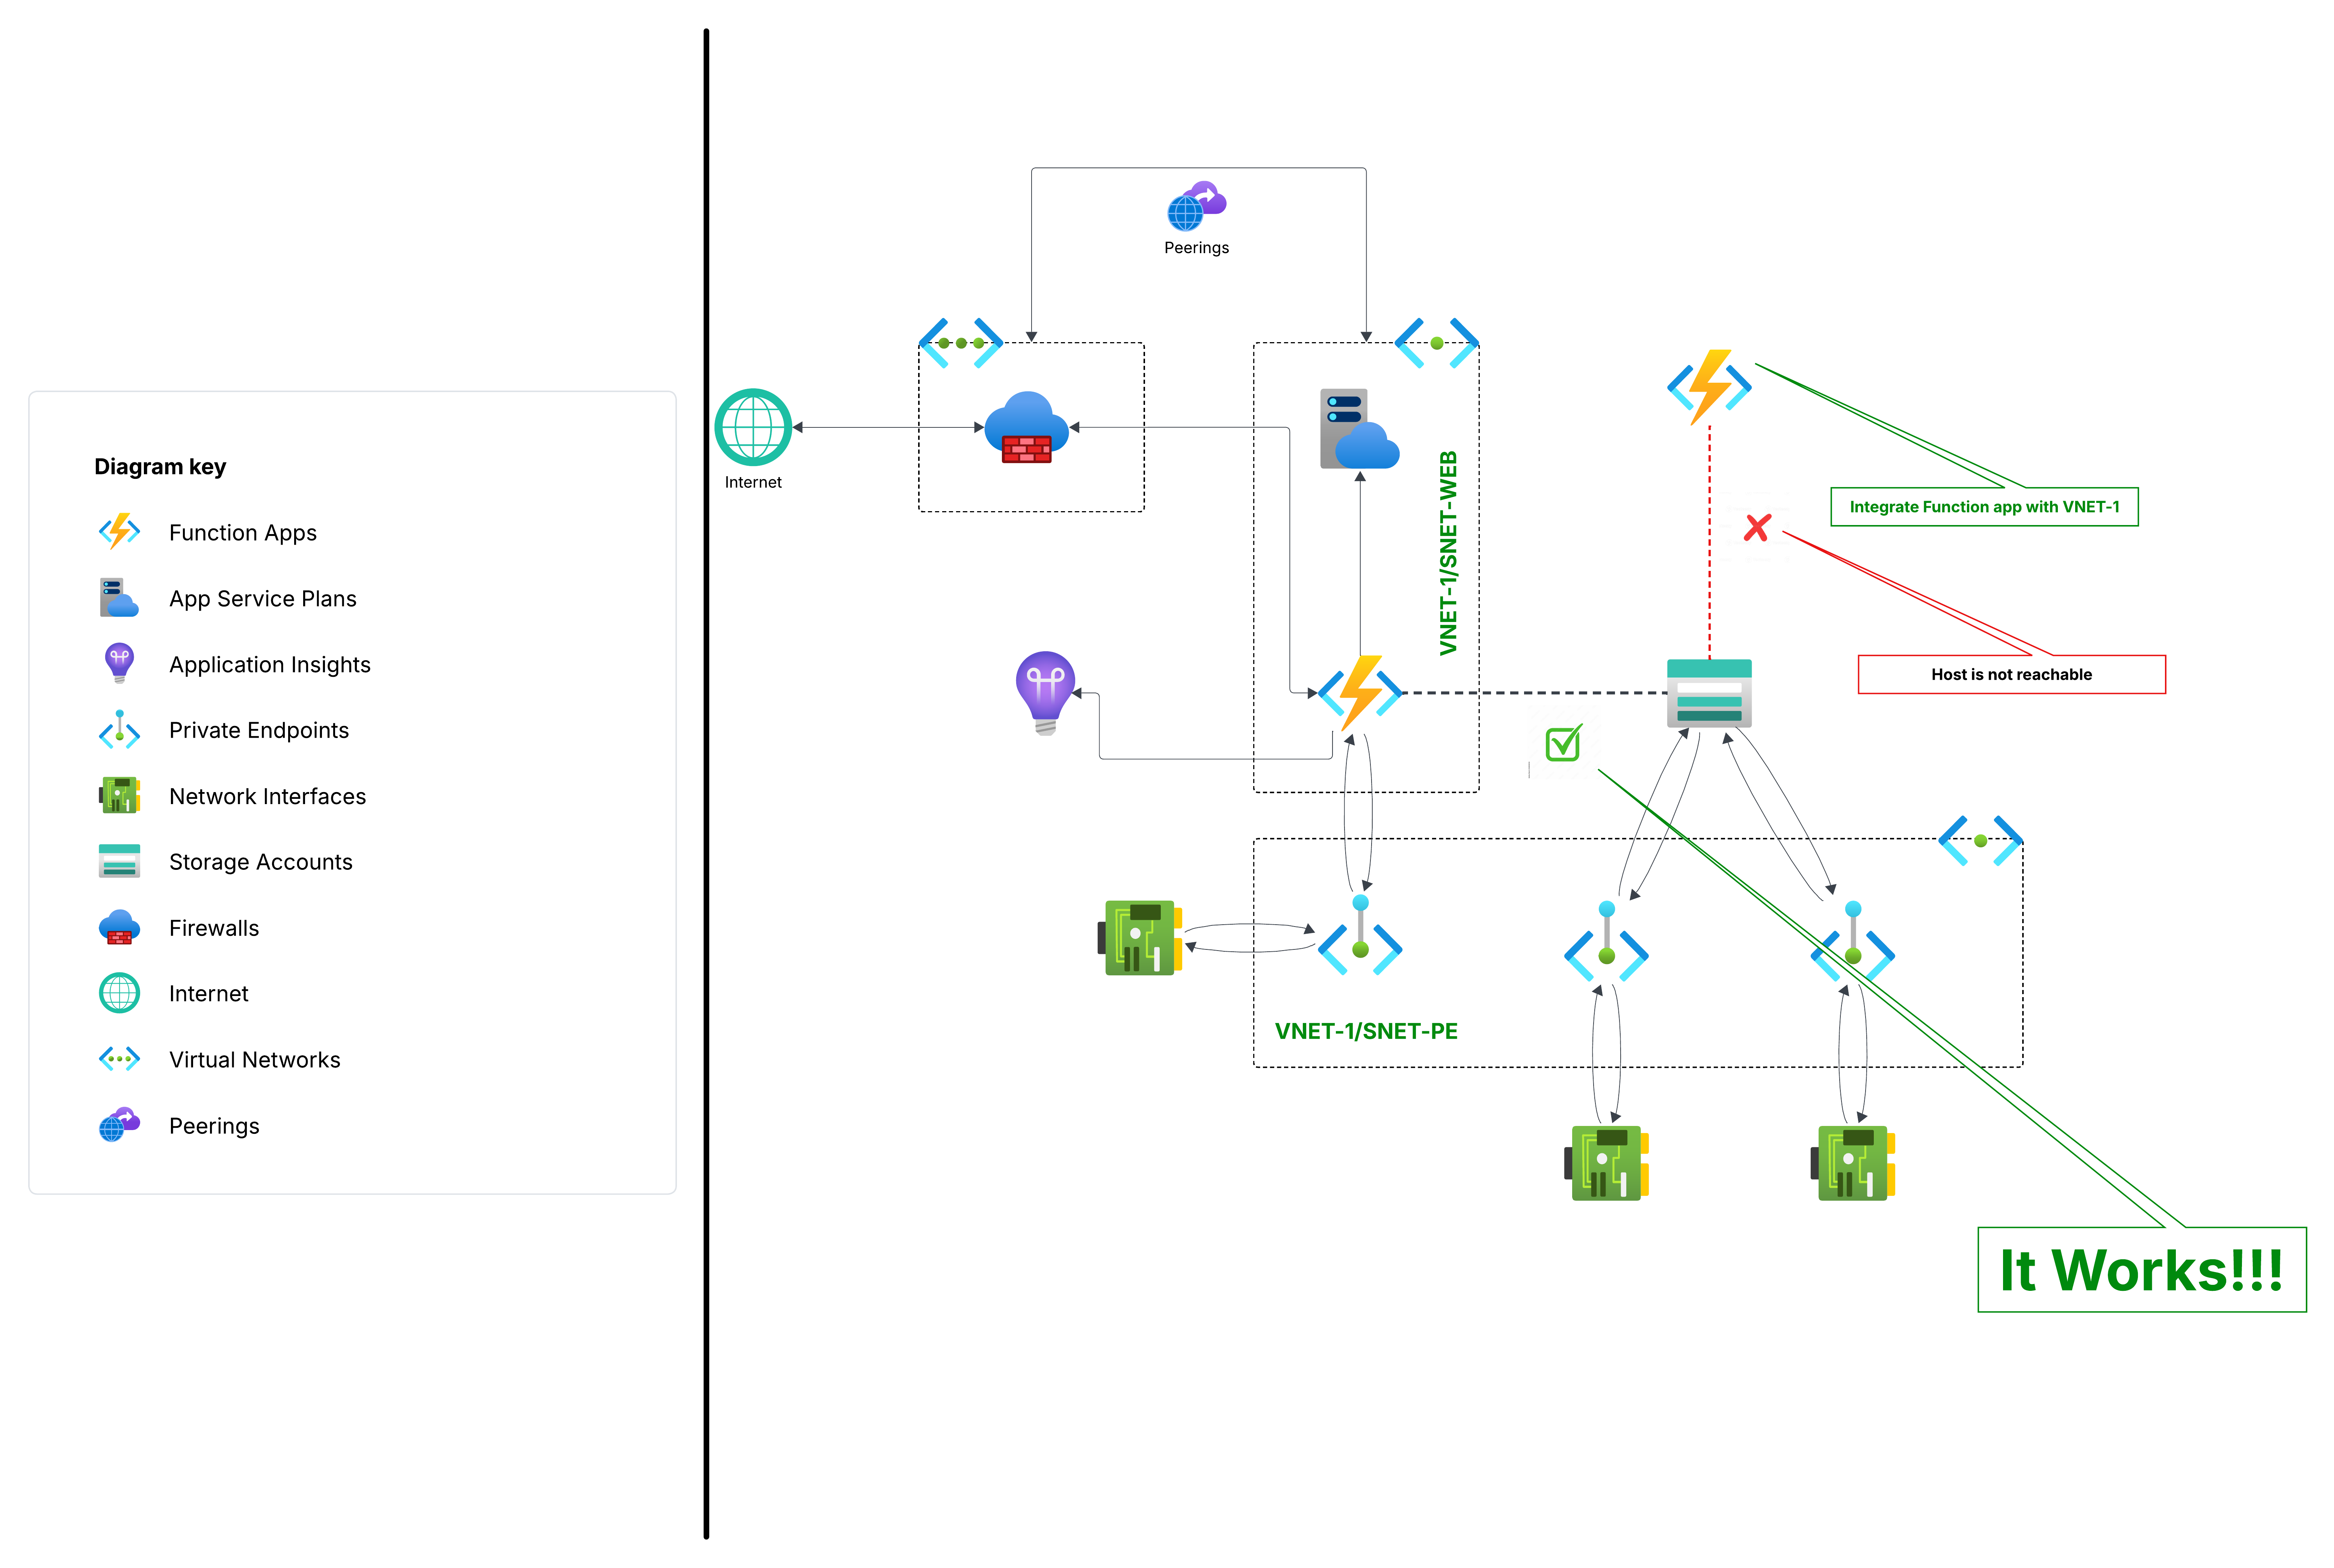 Diagram key
Function Apps
App Service Plans
Application Insights
Private Endpoints
Network Interfaces
Storage Accounts
Firewalls
Internet
Virtual Networks
Peerings
Peerings
Internet
VNET-1/SNET-WEB
Integrate Function app with VNET-1
Host is not reachable
VNET-1/SNET-PE
It Works!!!